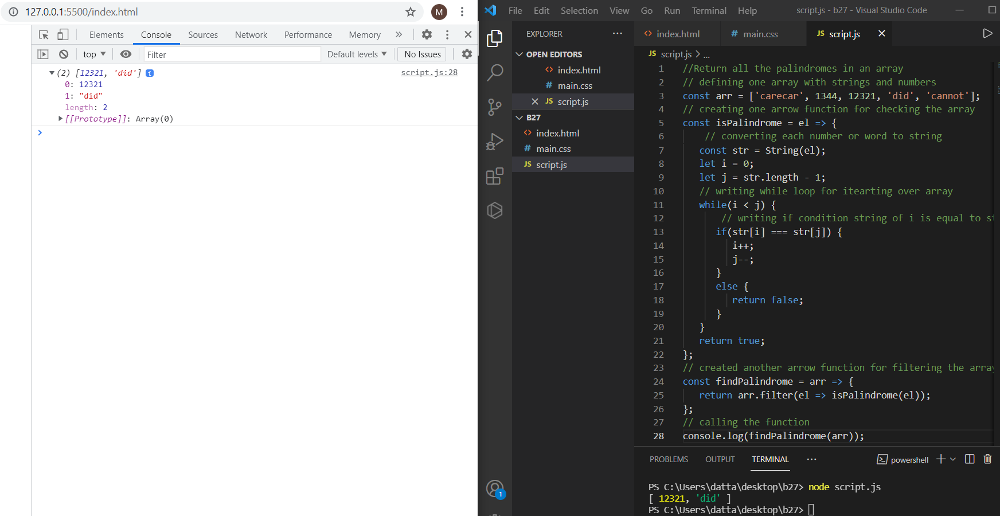 127.0.0.1:5500/index.html
M
Elements Console Sources Network Performance Memory »
top Filter Default levels No Issues
(2) [12321, 'did'] i script.js:28
0: 12321
1: "did"
length: 2
[[Prototype]]: Array(0)
>
File Edit Selection View Go Run Terminal Help script.js - b27 - Visual Studio Code
EXPLORER ...
OPEN EDITORS
<> index.html
# main.css
JS script.js
B27
<> index.html
# main.css
JS script.js
1
<> index.html # main.css JS script.js
JS script.js > ...
1 //Return all the palindromes in an array
2 // defining one array with strings and numbers
3 const arr = ['carecar', 1344, 12321, 'did', 'cannot'];
4 // creating one arrow function for checking the array
5 const isPalindrome = el => {
6 // converting each number or word to string
7 const str = String(el);
8 let i = 0;
9 let j = str.length - 1;
10 // writing while loop for itearting over array
11 while(i < j) {
12 // writing if condition string of i is equal to st
13 if(str[i] === str[j]) {
14 i++;
15 j--;
16 }
17 else {
18 return false;
19 }
20 }
21 return true;
22 };
23 // created another arrow function for filtering the array
24 const findPalindrome = arr => {
25 return arr.filter(el => isPalindrome(el));
26 };
27 // calling the function
28 console.log(findPalindrome(arr));
PROBLEMS OUTPUT TERMINAL ... powershell
PS C:\Users\datta\desktop\b27> node script.js
[ 12321, 'did' ]
PS C:\Users\datta\desktop\b27>